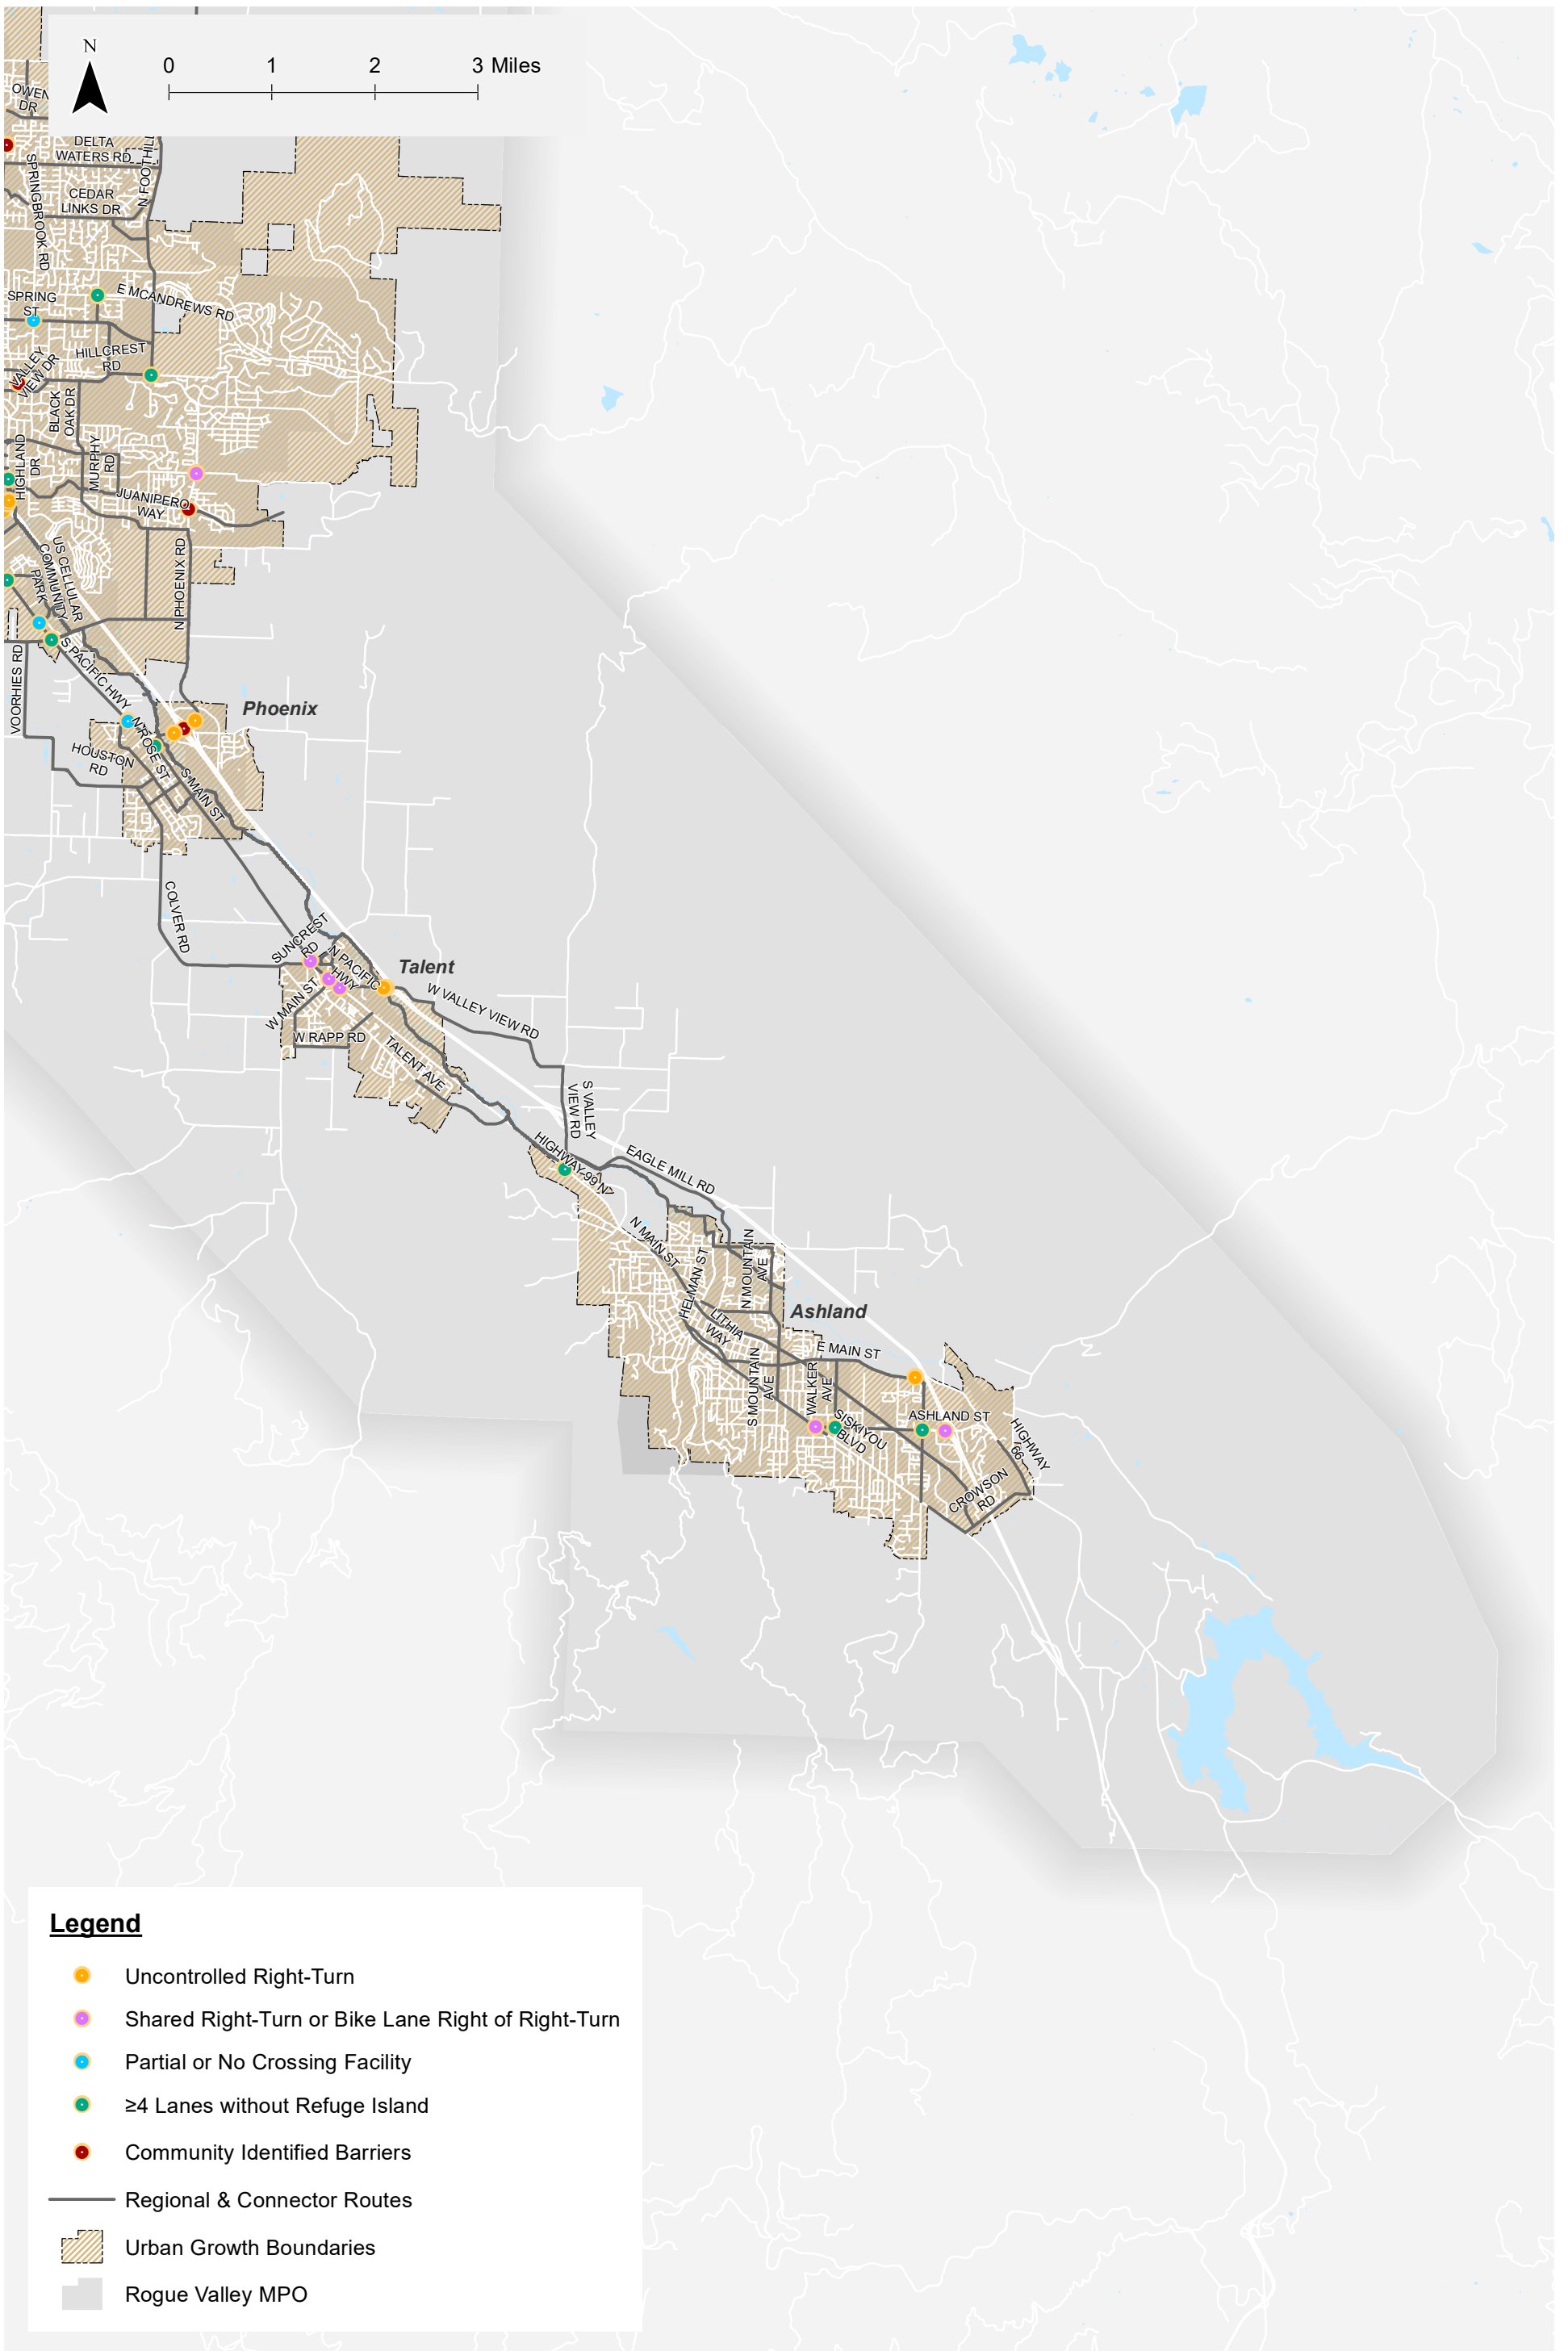 N
0 1 2 3 Miles
OWEN
DR
DELTA
WATERS RD
SPRINGBROOK RD
CEDAR
LINKS DR
N FOOTHILL
SPRING
ST
E MCANDREWS RD
HILLCREST
RD
VALLEY
VIEW DR
BLACK
OAK DR
HIGHLAND
DR
MURPHY
RD
JUANIPERO
WAY
US CELLULAR
COMMUNITY
PARK
N PHOENIX RD
VOORHIES RD
S PACIFIC HWY
Phoenix
N ROSE ST
HOUSTON
RD
S MAIN ST
COLVER RD
SUNCREST
RD
N PACIFIC
HWY
Talent
W MAIN ST
W VALLEY VIEW RD
W RAPP RD
TALENT AVE
S VALLEY
VIEW RD
HIGHWAY 99 N
EAGLE MILL RD
N MAIN ST
HELMAN ST
N MOUNTAIN
AVE
Ashland
LITHIA
WAY
E MAIN ST
S MOUNTAIN
AVE
WALKER
AVE
SISKIYOU
BLVD
ASHLAND ST
HIGHWAY
66
CROWSON
RD
Legend
Uncontrolled Right-Turn
Shared Right-Turn or Bike Lane Right of Right-Turn
Partial or No Crossing Facility
≥4 Lanes without Refuge Island
Community Identified Barriers
Regional & Connector Routes
Urban Growth Boundaries
Rogue Valley MPO